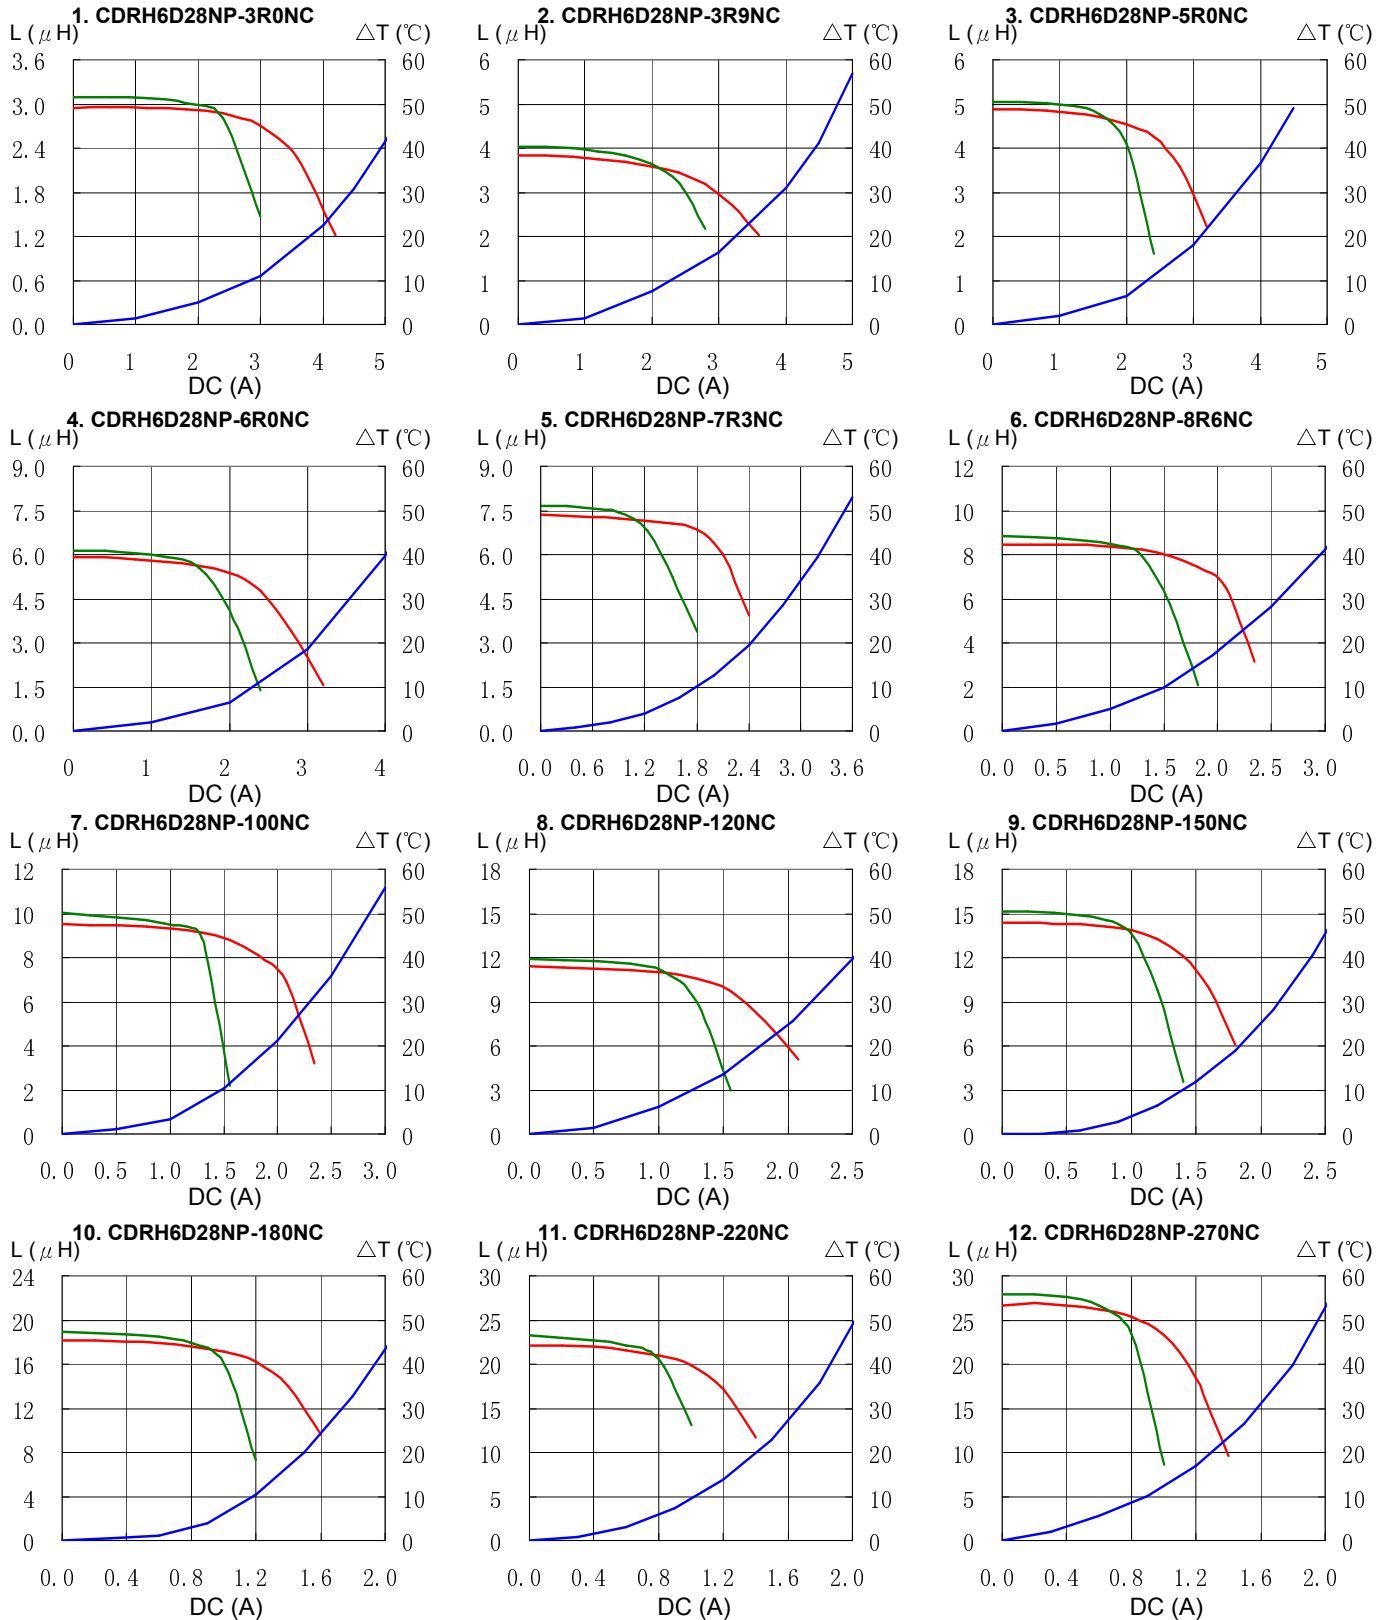 1. CDRH6D28NP-3R0NC
L (μH) △T (℃)
3.6 60
3.0 50
2.4 40
1.8 30
1.2 20
0.6 10
0.0 0
0 1 2 3 4 5
DC (A)
2. CDRH6D28NP-3R9NC
L (μH) △T (℃)
6 60
5 50
4 40
3 30
2 20
1 10
0 0
0 1 2 3 4 5
DC (A)
3. CDRH6D28NP-5R0NC
L (μH) △T (℃)
6 60
5 50
4 40
3 30
2 20
1 10
0 0
0 1 2 3 4 5
DC (A)
4. CDRH6D28NP-6R0NC
L (μH) △T (℃)
9.0 60
7.5 50
6.0 40
4.5 30
3.0 20
1.5 10
0.0 0
0 1 2 3 4
DC (A)
5. CDRH6D28NP-7R3NC
L (μH) △T (℃)
9.0 60
7.5 50
6.0 40
4.5 30
3.0 20
1.5 10
0.0 0
0.0 0.6 1.2 1.8 2.4 3.0 3.6
DC (A)
6. CDRH6D28NP-8R6NC
L (μH) △T (℃)
12 60
10 50
8 40
6 30
4 20
2 10
0 0
0.0 0.5 1.0 1.5 2.0 2.5 3.0
DC (A)
7. CDRH6D28NP-100NC
L (μH) △T (℃)
12 60
10 50
8 40
6 30
4 20
2 10
0 0
0.0 0.5 1.0 1.5 2.0 2.5 3.0
DC (A)
8. CDRH6D28NP-120NC
L (μH) △T (℃)
18 60
15 50
12 40
9 30
6 20
3 10
0 0
0.0 0.5 1.0 1.5 2.0 2.5
DC (A)
9. CDRH6D28NP-150NC
L (μH) △T (℃)
18 60
15 50
12 40
9 30
6 20
3 10
0 0
0.0 0.5 1.0 1.5 2.0 2.5
DC (A)
10. CDRH6D28NP-180NC
L (μH) △T (℃)
24 60
20 50
16 40
12 30
8 20
4 10
0 0
0.0 0.4 0.8 1.2 1.6 2.0
DC (A)
11. CDRH6D28NP-220NC
L (μH) △T (℃)
30 60
25 50
20 40
15 30
10 20
5 10
0 0
0.0 0.4 0.8 1.2 1.6 2.0
DC (A)
12. CDRH6D28NP-270NC
L (μH) △T (℃)
30 60
25 50
20 40
15 30
10 20
5 10
0 0
0.0 0.4 0.8 1.2 1.6 2.0
DC (A)